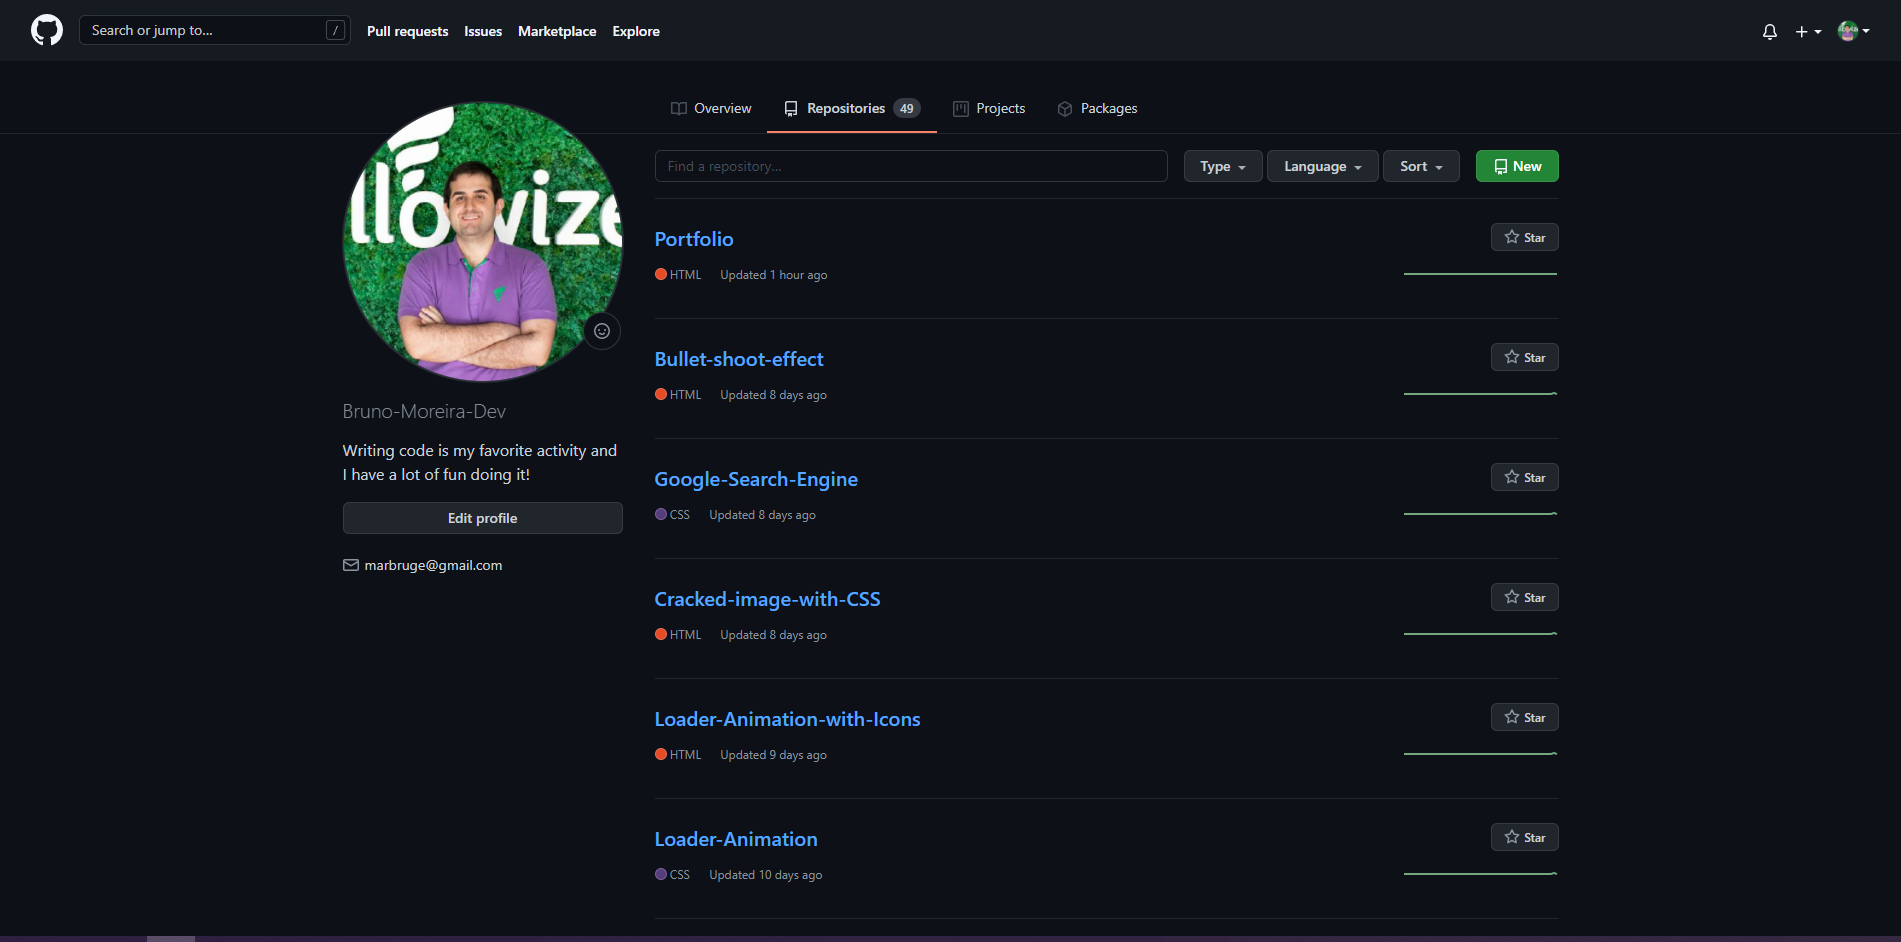 Search or jump to...
/
Pull requests
Issues
Marketplace
Explore
Overview
Repositories 49
Projects
Packages
llowize
Bruno-Moreira-Dev
Writing code is my favorite activity and
I have a lot of fun doing it!
Edit profile
marbruge@gmail.com
Find a repository...
Type
Language
Sort
New
Portfolio
Star
HTML Updated 1 hour ago
Bullet-shoot-effect
Star
HTML Updated 8 days ago
Google-Search-Engine
Star
CSS Updated 8 days ago
Cracked-image-with-CSS
Star
HTML Updated 8 days ago
Loader-Animation-with-Icons
Star
HTML Updated 9 days ago
Loader-Animation
Star
CSS Updated 10 days ago